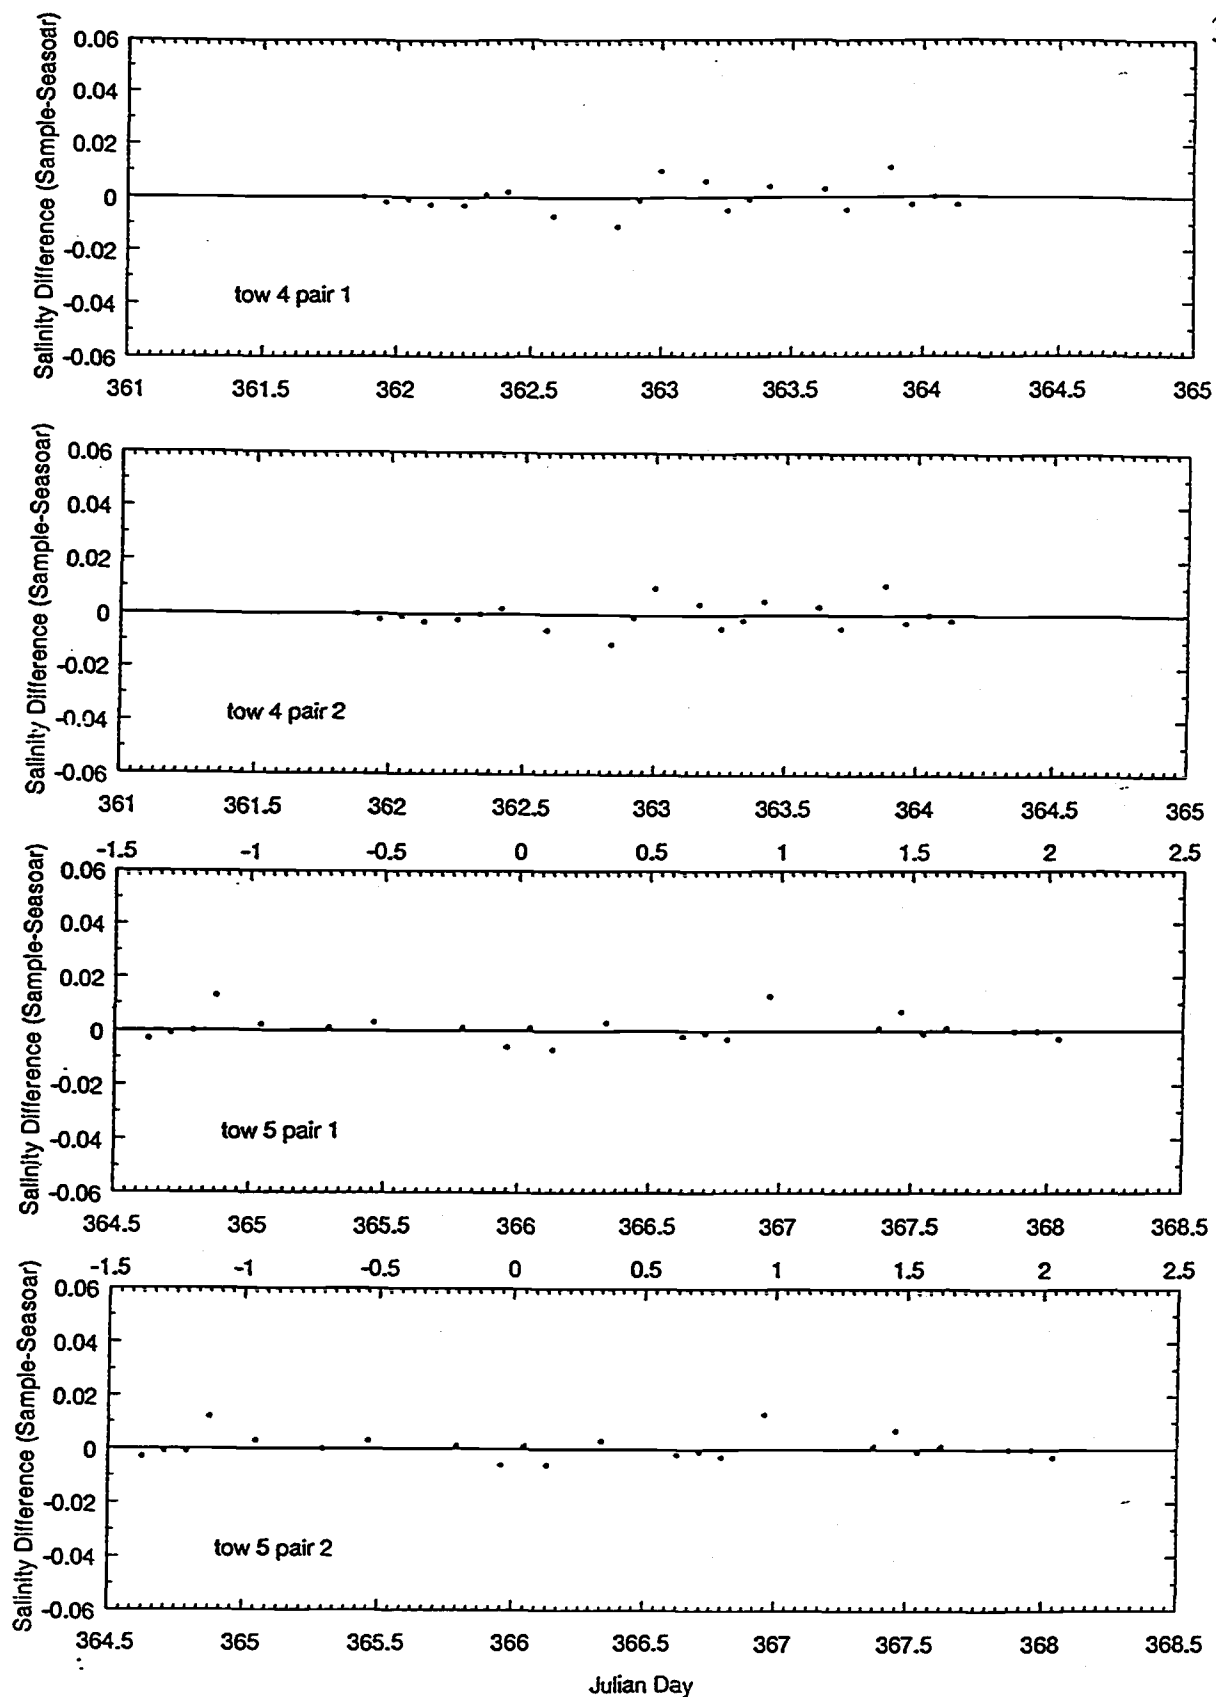 Salinity Difference (Sample-Seasoar)
0.06
0.04
0.02
0
-0.02
-0.04
-0.06
tow 4 pair 1
361 361.5 362 362.5 363 363.5 364 364.5 365
Salinity Difference (Sample-Seasoar)
0.06
0.04
0.02
0
-0.02
-0.04
-0.06
tow 4 pair 2
361 361.5 362 362.5 363 363.5 364 364.5 365
-1.5 -1 -0.5 0 0.5 1 1.5 2 2.5
Salinity Difference (Sample-Seasoar)
0.06
0.04
0.02
0
-0.02
-0.04
-0.06
tow 5 pair 1
364.5 365 365.5 366 366.5 367 367.5 368 368.5
-1.5 -1 -0.5 0 0.5 1 1.5 2 2.5
Salinity Difference (Sample-Seasoar)
0.06
0.04
0.02
0
-0.02
-0.04
-0.06
tow 5 pair 2
364.5 365 365.5 366 366.5 367 367.5 368 368.5
Julian Day